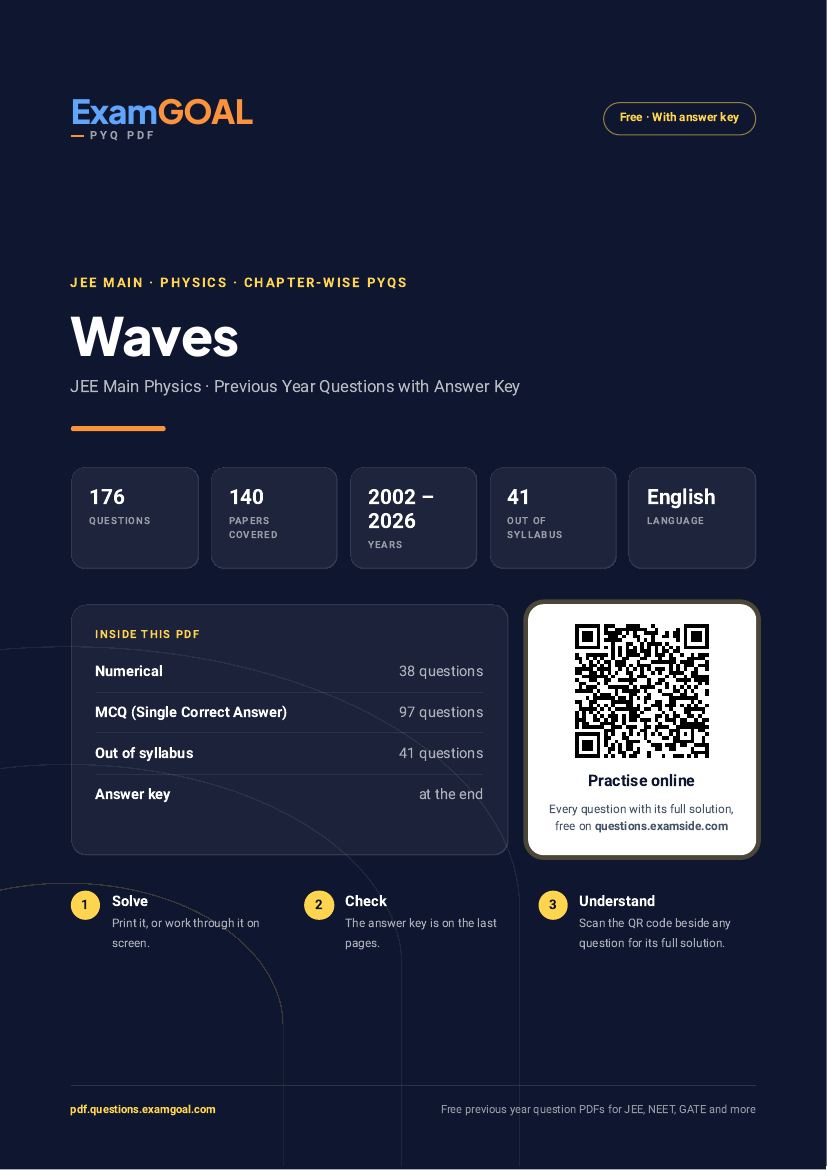 ExamGOAL
PYQ PDF
Free · With answer key
JEE MAIN · PHYSICS · CHAPTER-WISE PYQS
Waves
JEE Main Physics · Previous Year Questions with Answer Key
176
QUESTIONS
140
PAPERS
COVERED
2002 –
2026
YEARS
41
OUT OF
SYLLABUS
English
LANGUAGE
INSIDE THIS PDF
Numerical 38 questions
MCQ (Single Correct Answer) 97 questions
Out of syllabus 41 questions
Answer key at the end
Practise online
Every question with its full solution,
free on questions.examside.com
1 Solve
Print it, or work through it on
screen.
2 Check
The answer key is on the last
pages.
3 Understand
Scan the QR code beside any
question for its full solution.
pdf.questions.examgoal.com
Free previous year question PDFs for JEE, NEET, GATE and more